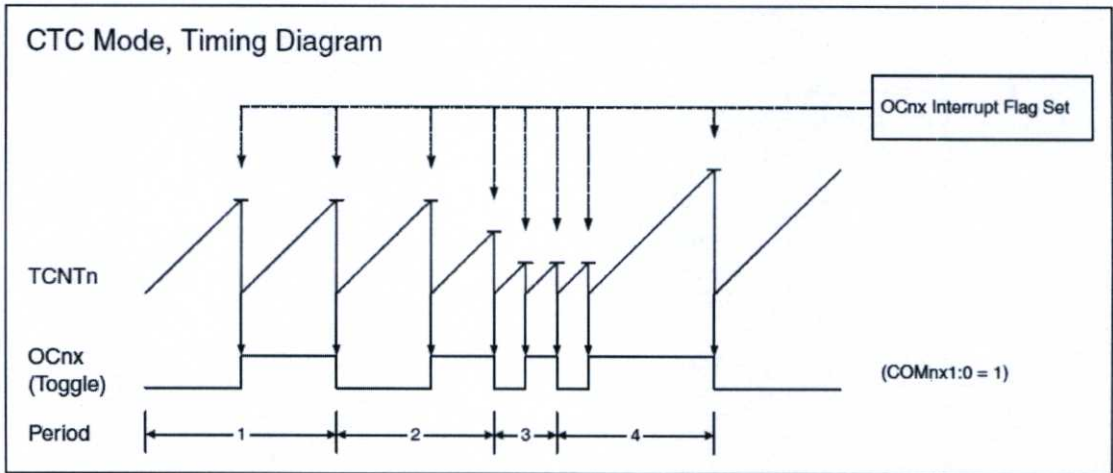 CTC Mode, Timing Diagram
OCnx Interrupt Flag Set
TCNTn
OCnx
(Toggle)
(COMnx1:0 = 1)
Period
1
2
3
4